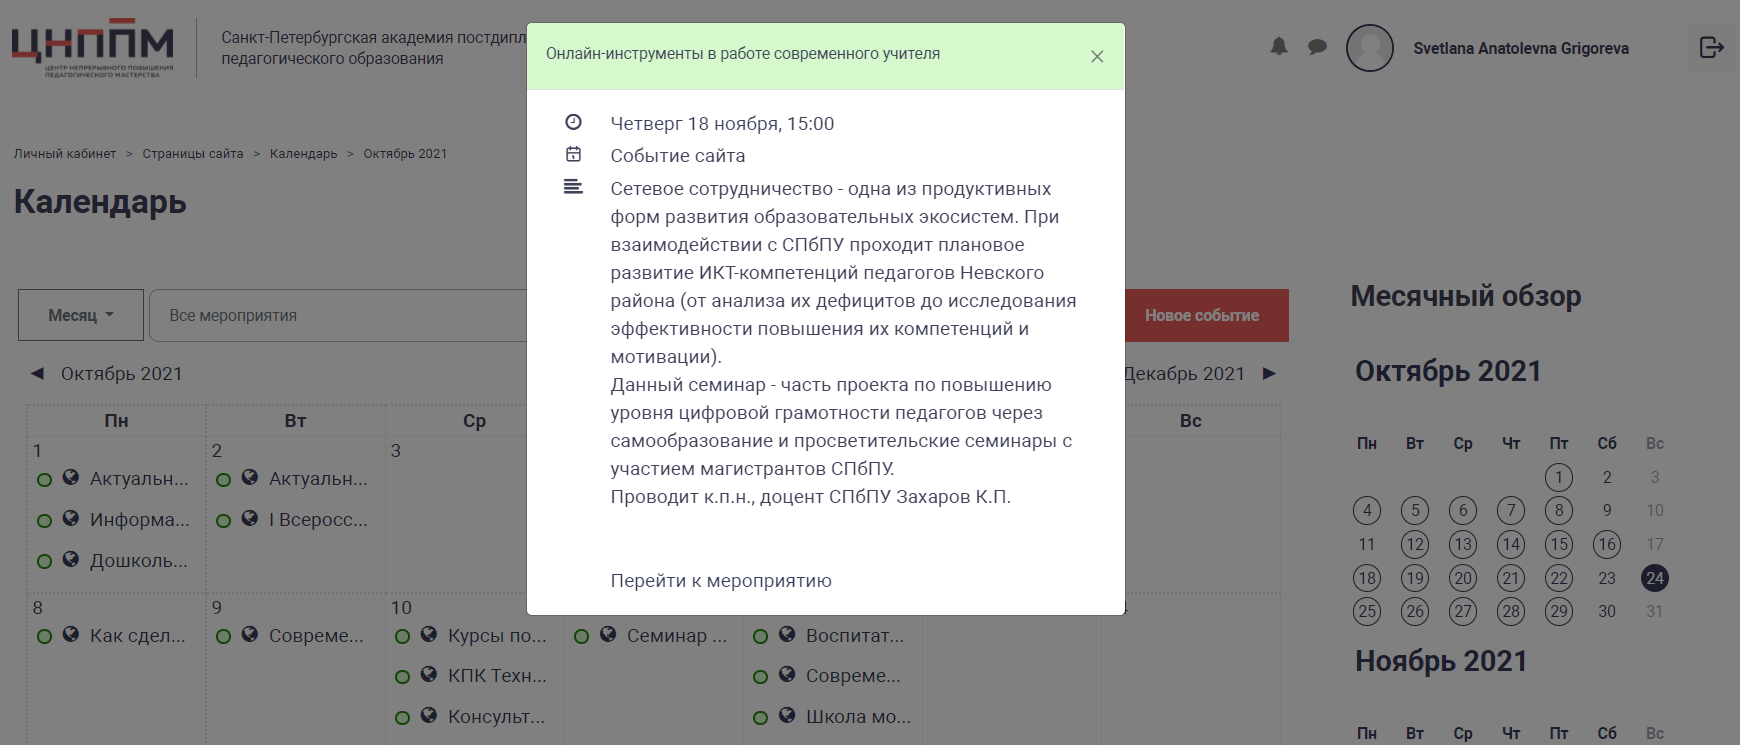 ЦНППМ
ЦЕНТР НЕПРЕРЫВНОГО ПОВЫШЕНИЯ
ПЕДАГОГИЧЕСКОГО МАСТЕРСТВА
Санкт-Петербургская академия постдипл
педагогического образования
Svetlana Anatolevna Grigoreva
Онлайн-инструменты в работе современного учителя
×
Четверг 18 ноября, 15:00
Событие сайта
Сетевое сотрудничество - одна из продуктивных
форм развития образовательных экосистем. При
взаимодействии с СПбПУ проходит плановое
развитие ИКТ-компетенций педагогов Невского
района (от анализа их дефицитов до исследования
эффективности повышения их компетенций и
мотивации).
Данный семинар - часть проекта по повышению
уровня цифровой грамотности педагогов через
самообразование и просветительские семинары с
участием магистрантов СПбПУ.
Проводит к.п.н., доцент СПбПУ Захаров К.П.
Перейти к мероприятию
Личный кабинет > Страницы сайта > Календарь > Октябрь 2021
Календарь
Месяц
Все мероприятия
Новое событие
◄ Октябрь 2021
Декабрь 2021 ►
Пн Вт Ср Вс
1 2 3
Актуальн... Актуальн...
Информа... I Всеросс...
Дошколь...
8 9 10
Как сдел... Совреме... Курсы по... Семинар ... Воспитат...
КПК Техн... Совреме...
Консульт... Школа мо...
Месячный обзор
Октябрь 2021
Пн Вт Ср Чт Пт Сб Вс
1 2 3
4 5 6 7 8 9 10
11 12 13 14 15 16 17
18 19 20 21 22 23 24
25 26 27 28 29 30 31
Ноябрь 2021
Пн Вт Ср Чт Пт Сб Вс